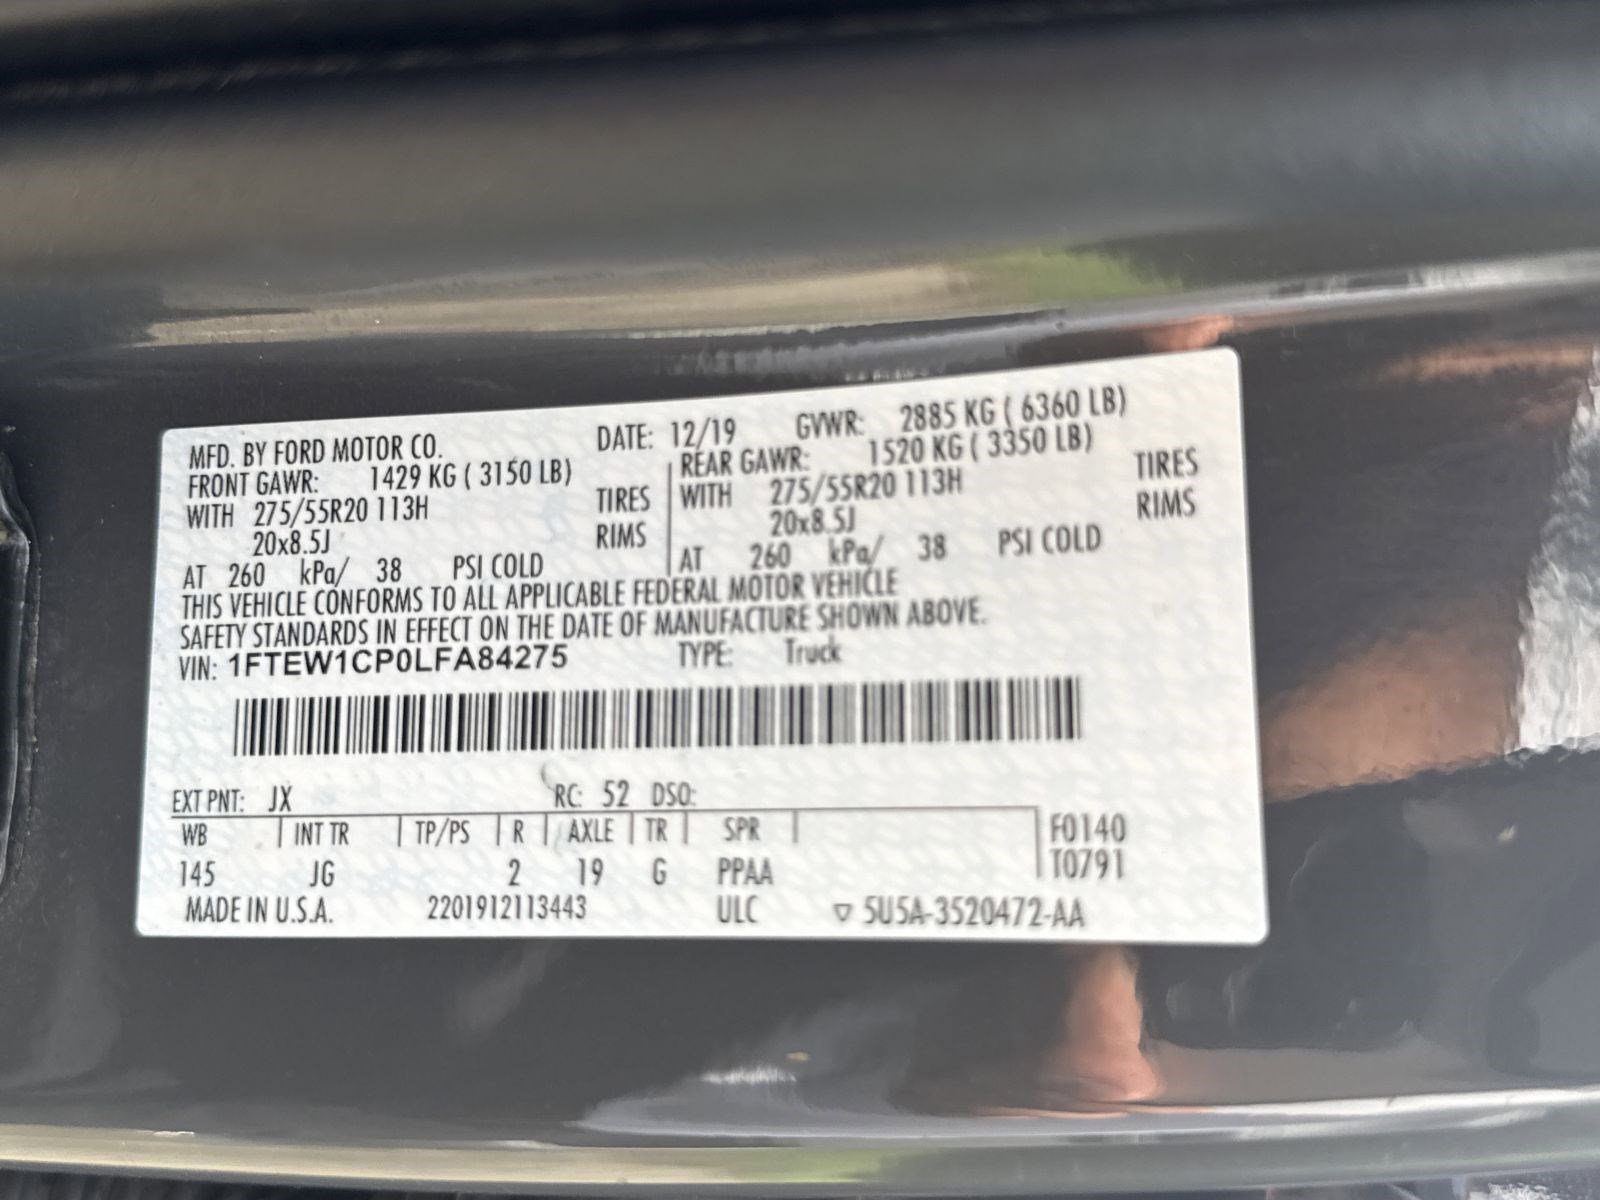 MFD. BY FORD MOTOR CO. DATE: 12/19 GVWR: 2885 KG ( 6360 LB)
FRONT GAWR: 1429 KG ( 3150 LB) REAR GAWR: 1520 KG ( 3350 LB)
WITH 275/55R20 113H TIRES WITH 275/55R20 113H TIRES
20x8.5J RIMS 20x8.5J RIMS
AT 260 kPa/ 38 PSI COLD AT 260 kPa/ 38 PSI COLD
THIS VEHICLE CONFORMS TO ALL APPLICABLE FEDERAL MOTOR VEHICLE
SAFETY STANDARDS IN EFFECT ON THE DATE OF MANUFACTURE SHOWN ABOVE.
VIN: 1FTEW1CP0LFA84275 TYPE: Truck
EXT PNT: JX RC: 52 DSO:
WB INT TR TP/PS R AXLE TR SPR F0140
145 JG 2 19 G PPAA T0791
MADE IN U.S.A. 2201912113443 ULC ▽ 5U5A-3520472-AA